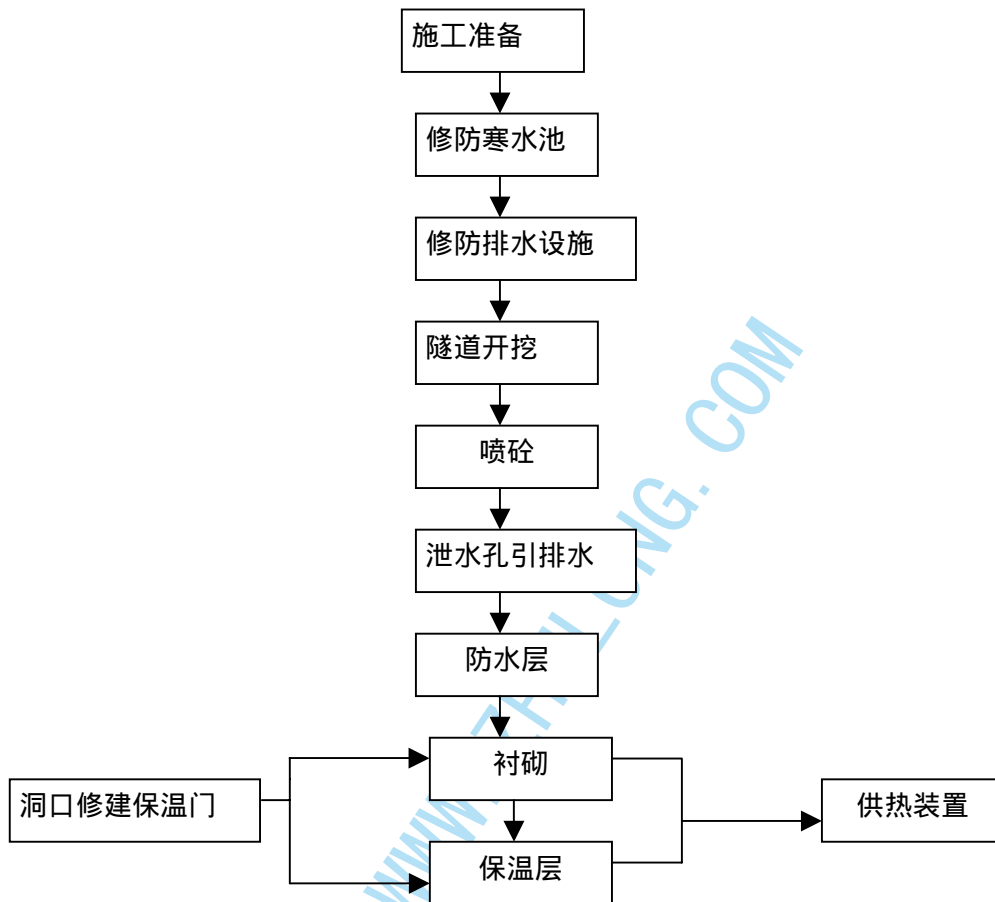 施工准备
修防寒水池
修防排水设施
隧道开挖
喷砼
泄水孔引排水
防水层
衬砌
洞口修建保温门
供热装置
保温层